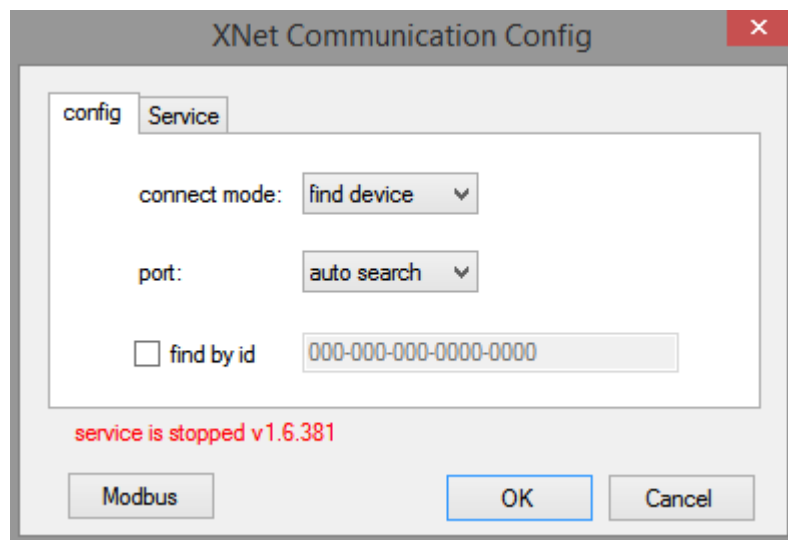 XNet Communication Config
config Service
connect mode: find device
port: auto search
find by id 000-000-000-0000-0000
service is stopped v1.6.381
Modbus OK Cancel